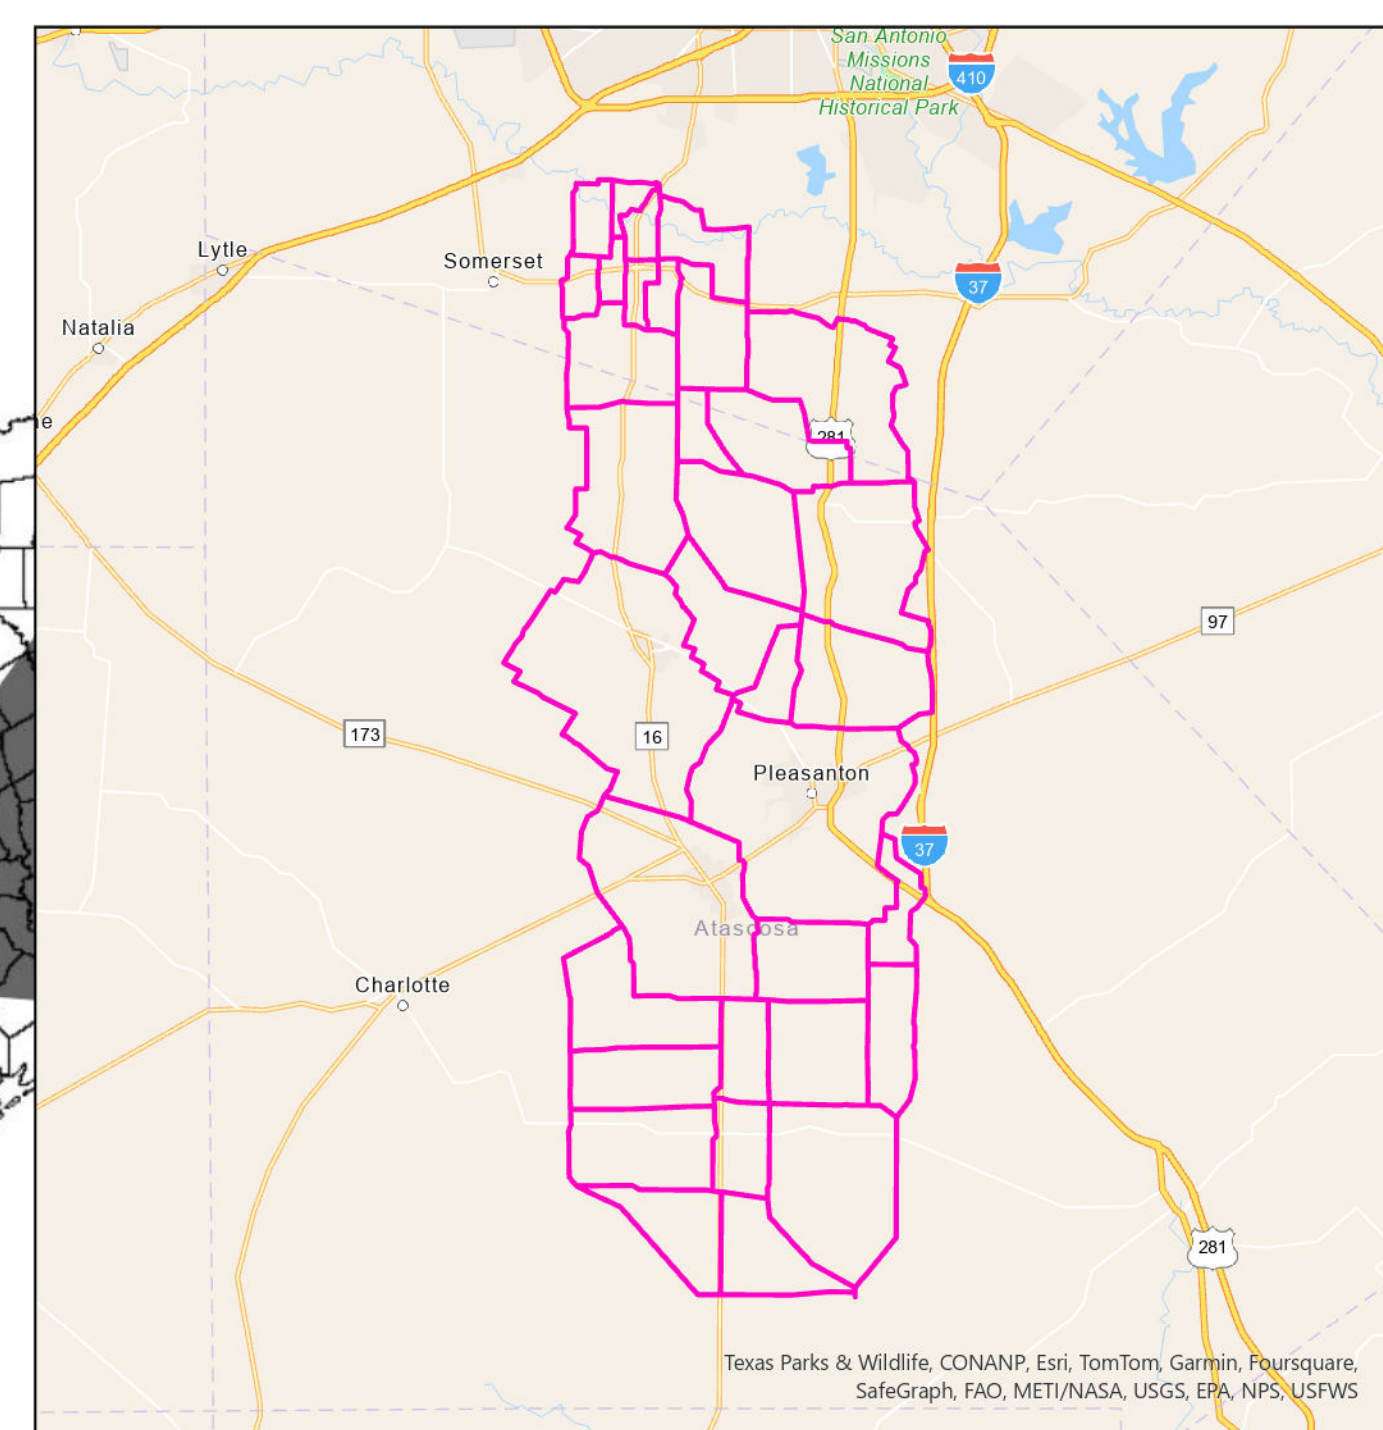 San Antonio
Missions
National
Historical Park
410
Lytle
Somerset
37
Natalia
281
97
173
16
Pleasanton
37
Atascosa
Charlotte
281
Texas Parks & Wildlife, CONANP, Esri, TomTom, Garmin, Foursquare,
SafeGraph, FAO, METI/NASA, USGS, EPA, NPS, USFWS